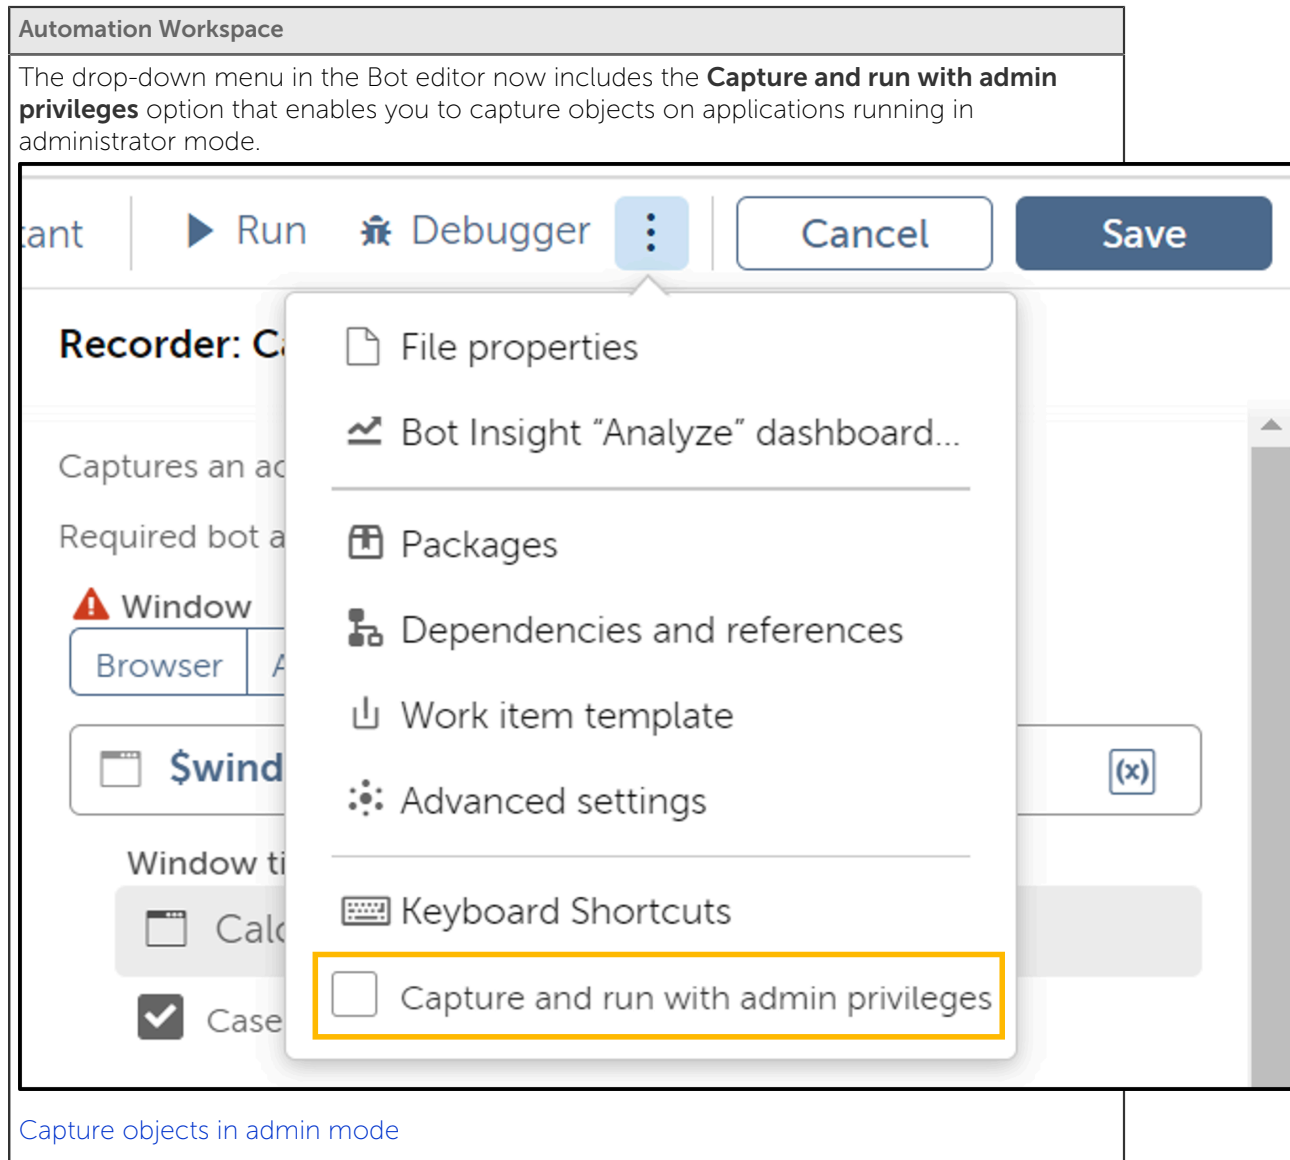 Automation Workspace
The drop-down menu in the Bot editor now includes the Capture and run with admin
privileges option that enables you to capture objects on applications running in
administrator mode.
tant Run Debugger Cancel Save
Recorder: Ca
File properties
Bot Insight “Analyze” dashboard...
Captures an ac
Required bot a
Packages
Window
Dependencies and references
Browser A
Work item template
$wind (x)
Advanced settings
Window ti
Keyboard Shortcuts
Calc
Capture and run with admin privileges
Case
Capture objects in admin mode